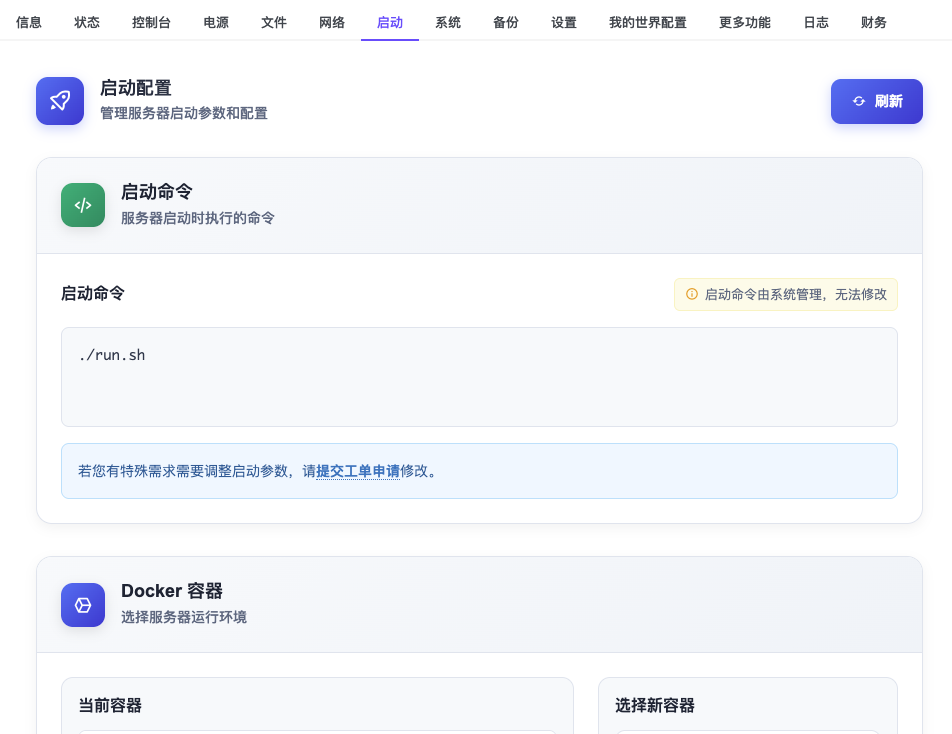 信息 状态 控制台 电源 文件 网络 启动 系统 备份 设置 我的世界配置 更多功能 日志 财务
启动配置
管理服务器启动参数和配置
刷新
启动命令
服务器启动时执行的命令
启动命令
启动命令由系统管理，无法修改
./run.sh
若您有特殊需求需要调整启动参数，请提交工单申请修改。
Docker 容器
选择服务器运行环境
当前容器
选择新容器